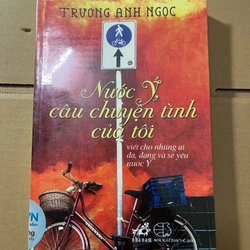 TRƯƠNG ANH NGỌC
Nước Ý,
câu chuyện tình
của tôi
viết cho những ai
đã, đang và sẽ yêu
nước Ý